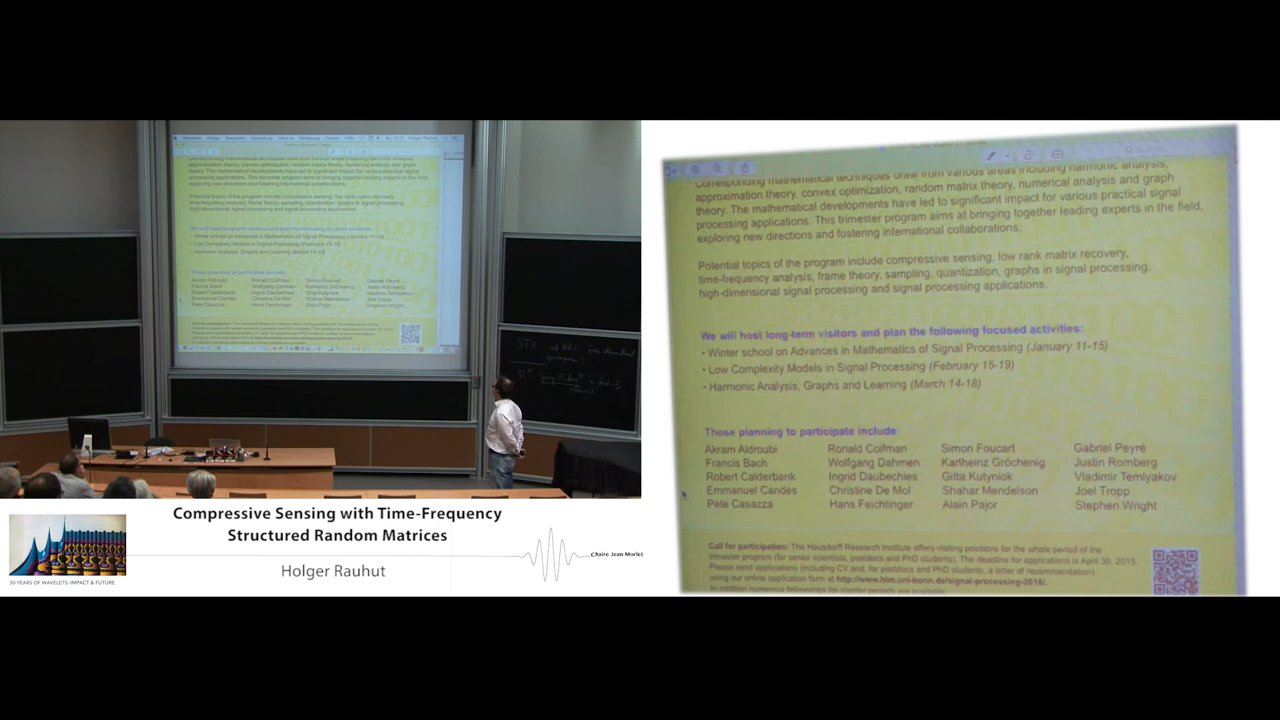 Corresponding mathematical techniques draw from various areas including harmonic analysis,
approximation theory, convex optimization, random matrix theory, numerical analysis and graph
theory. The mathematical developments have led to significant impact for various practical signal
processing applications. This trimester program aims at bringing together leading experts in the field,
exploring new directions and fostering international collaborations.
Potential topics of the program include compressive sensing, low rank matrix recovery,
time-frequency analysis, frame theory, sampling, quantization, graphs in signal processing,
high-dimensional signal processing and signal processing applications.
We will host long-term visitors and plan the following focused activities:
• Winter school on Advances in Mathematics of Signal Processing (January 11-15)
• Low Complexity Models in Signal Processing (February 15-19)
• Harmonic Analysis, Graphs and Learning (March 14-18)
Those planning to participate include:
Akram Aldroubi Ronald Coifman Simon Foucart Gabriel Peyré
Francis Bach Wolfgang Dahmen Karlheinz Gröchenig Justin Romberg
Robert Calderbank Ingrid Daubechies Gitta Kutyniok Vladimir Temlyakov
Emmanuel Candès Christine De Mol Shahar Mendelson Joel Tropp
Pete Casazza Hans Feichtinger Alain Pajor Stephen Wright
Call for participation: The Hausdorff Research Institute offers visiting positions for the whole period of the
trimester program (for senior scientists, postdocs and PhD students). The deadline for applications is April 30, 2015.
Please send applications (including CV and, for postdocs and PhD students, a letter of recommendation)
using our online application form at http://www.him.uni-bonn.de/signal-processing-2016/.
In addition numerous fellowships for shorter periods are available.
Compressive Sensing with Time-Frequency
Structured Random Matrices
Holger Rauhut
30 YEARS OF WAVELETS: IMPACT & FUTURE
Chaire Jean Morlet